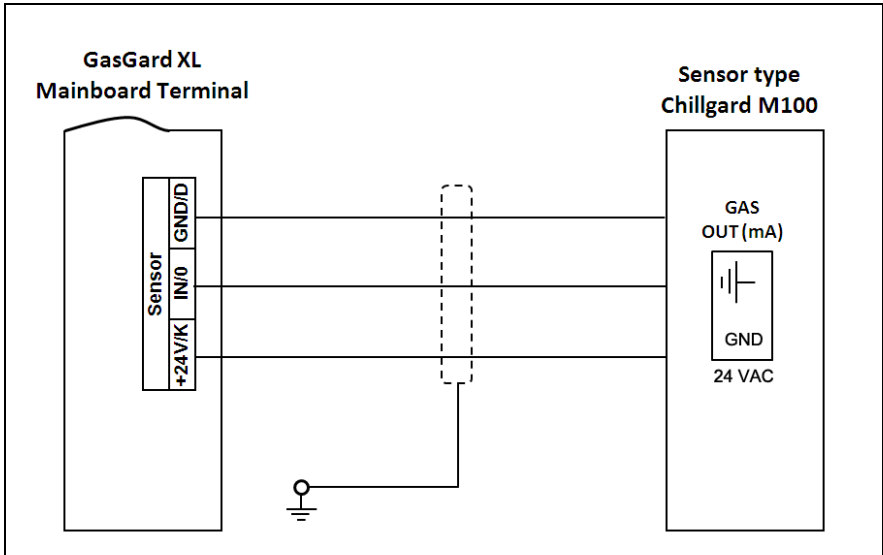 GasGard XL
Mainboard Terminal
Sensor type
Chillgard M100
Sensor
GND/D
IN/0
+24V/K
GAS
OUT (mA)
GND
24 VAC